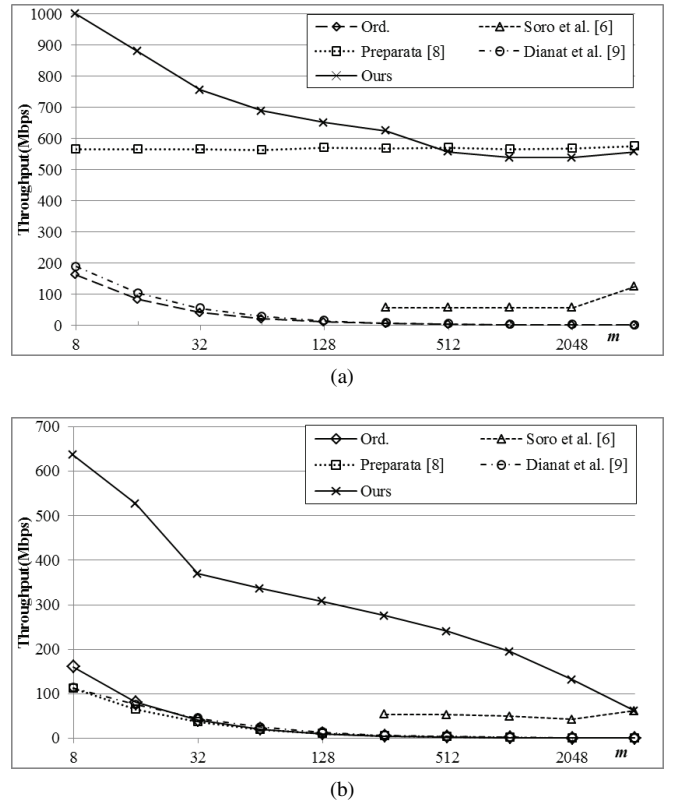 1000
900
800
700
600
500
400
300
200
100
0
Throughput(Mbps)
Ord.
Soro et al. [6]
Preparata [8]
Dianat et al. [9]
Ours
8
32
128
512
2048
m
(a)
700
600
500
400
300
200
100
0
Throughput(Mbps)
Ord.
Soro et al. [6]
Preparata [8]
Dianat et al. [9]
Ours
8
32
128
512
2048
m
(b)